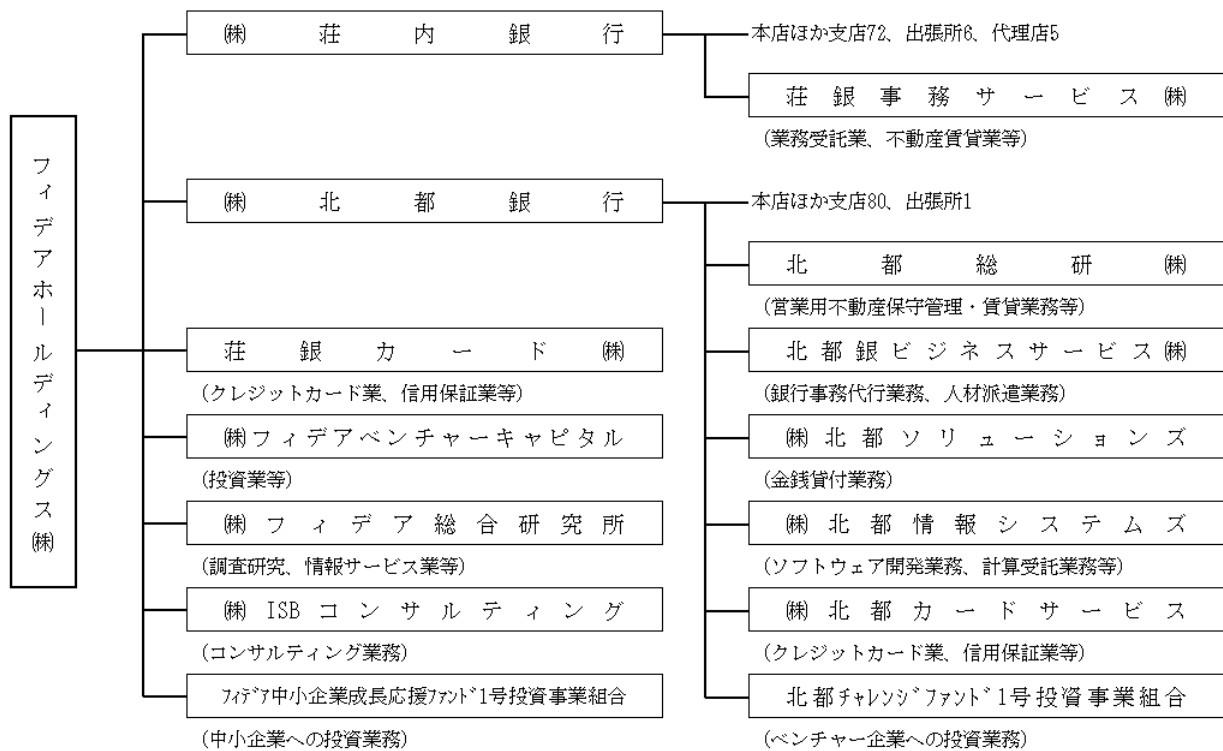 フィデアホールディングス㈱
㈱荘内銀行
本店ほか支店72、出張所6、代理店5
荘銀事務サービス㈱
(業務受託業、不動産賃貸業等)
㈱北都銀行
本店ほか支店80、出張所1
北都総研㈱
(営業用不動産保守管理・賃貸業務等)
荘銀カード㈱
(クレジットカード業、信用保証業等)
北都銀ビジネスサービス㈱
(銀行事務代行業務、人材派遣業務)
㈱フィデアベンチャーキャピタル
(投資業等)
㈱北都ソリューションズ
(金銭貸付業務)
㈱フィデア総合研究所
(調査研究、情報サービス業等)
㈱北都情報システムズ
(ソフトウェア開発業務、計算受託業務等)
㈱ISBコンサルティング
(コンサルティング業務)
㈱北都カードサービス
(クレジットカード業、信用保証業等)
フィデア中小企業成長応援ファンド1号投資事業組合
(中小企業への投資業務)
北都チャレンジファンド1号投資事業組合
(ベンチャー企業への投資業務)